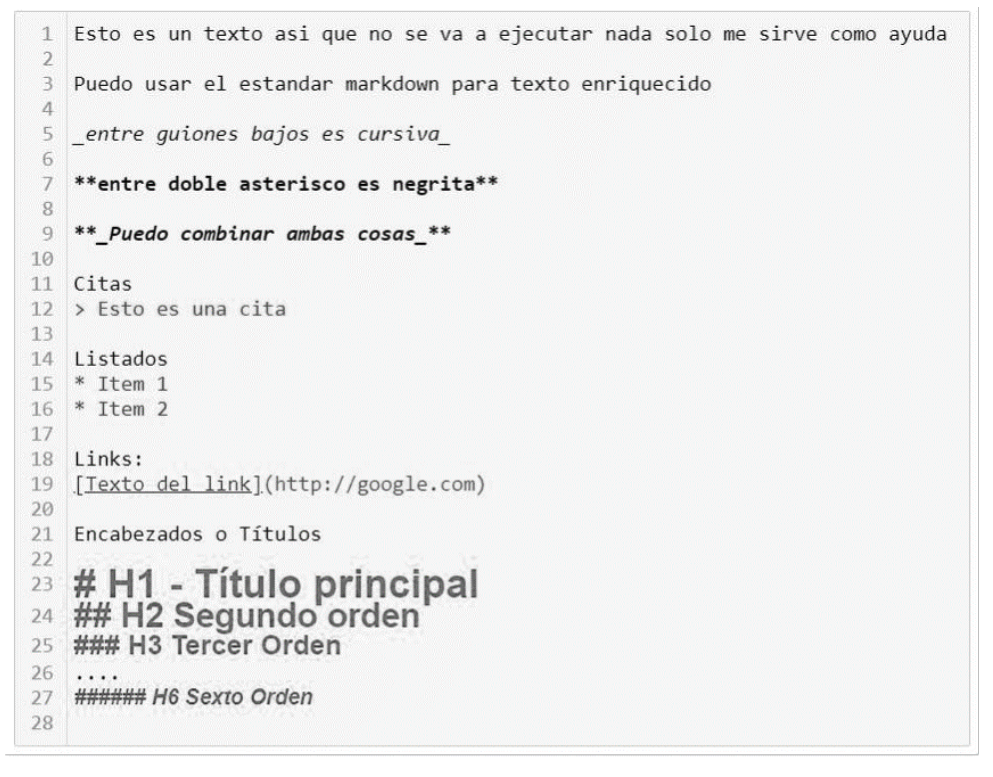 1 Esto es un texto asi que no se va a ejecutar nada solo me sirve como ayuda
2
3 Puedo usar el estandar markdown para texto enriquecido
4
5 _entre guiones bajos es cursiva_
6
7 **entre doble asterisco es negrita**
8
9 **_Puedo combinar ambas cosas_**
10
11 Citas
12 > Esto es una cita
13
14 Listados
15 * Item 1
16 * Item 2
17
18 Links:
19 [Texto del link](http://google.com)
20
21 Encabezados o Títulos
22
23 # H1 - Título principal
24 ## H2 Segundo orden
25 ### H3 Tercer Orden
26 ....
27 ###### H6 Sexto Orden
28